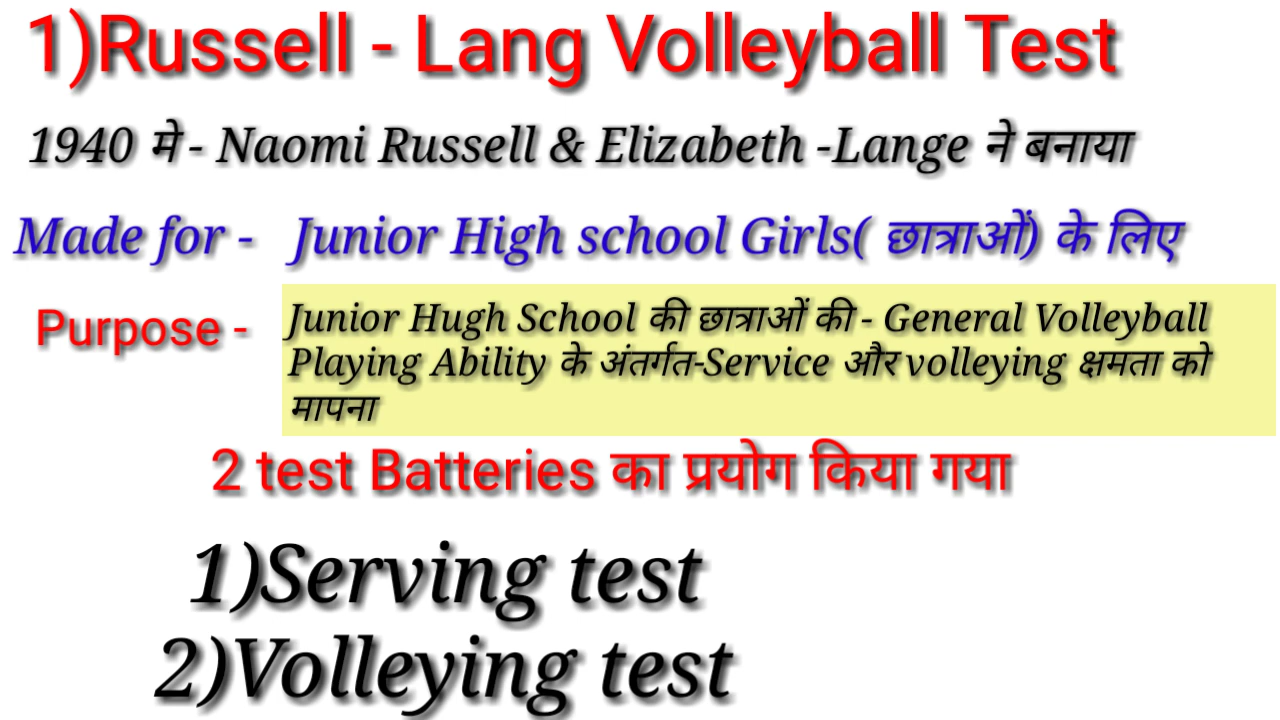 1)Russell - Lang Volleyball Test
1940 मे - Naomi Russell & Elizabeth -Lange ने बनाया
Made for - Junior High school Girls( छात्राओं) के लिए
Purpose - Junior Hugh School की छात्राओं की - General Volleyball
Playing Ability के अंतर्गत-Service और volleying क्षमता को
मापना
2 test Batteries का प्रयोग किया गया
1)Serving test
2)Volleying test